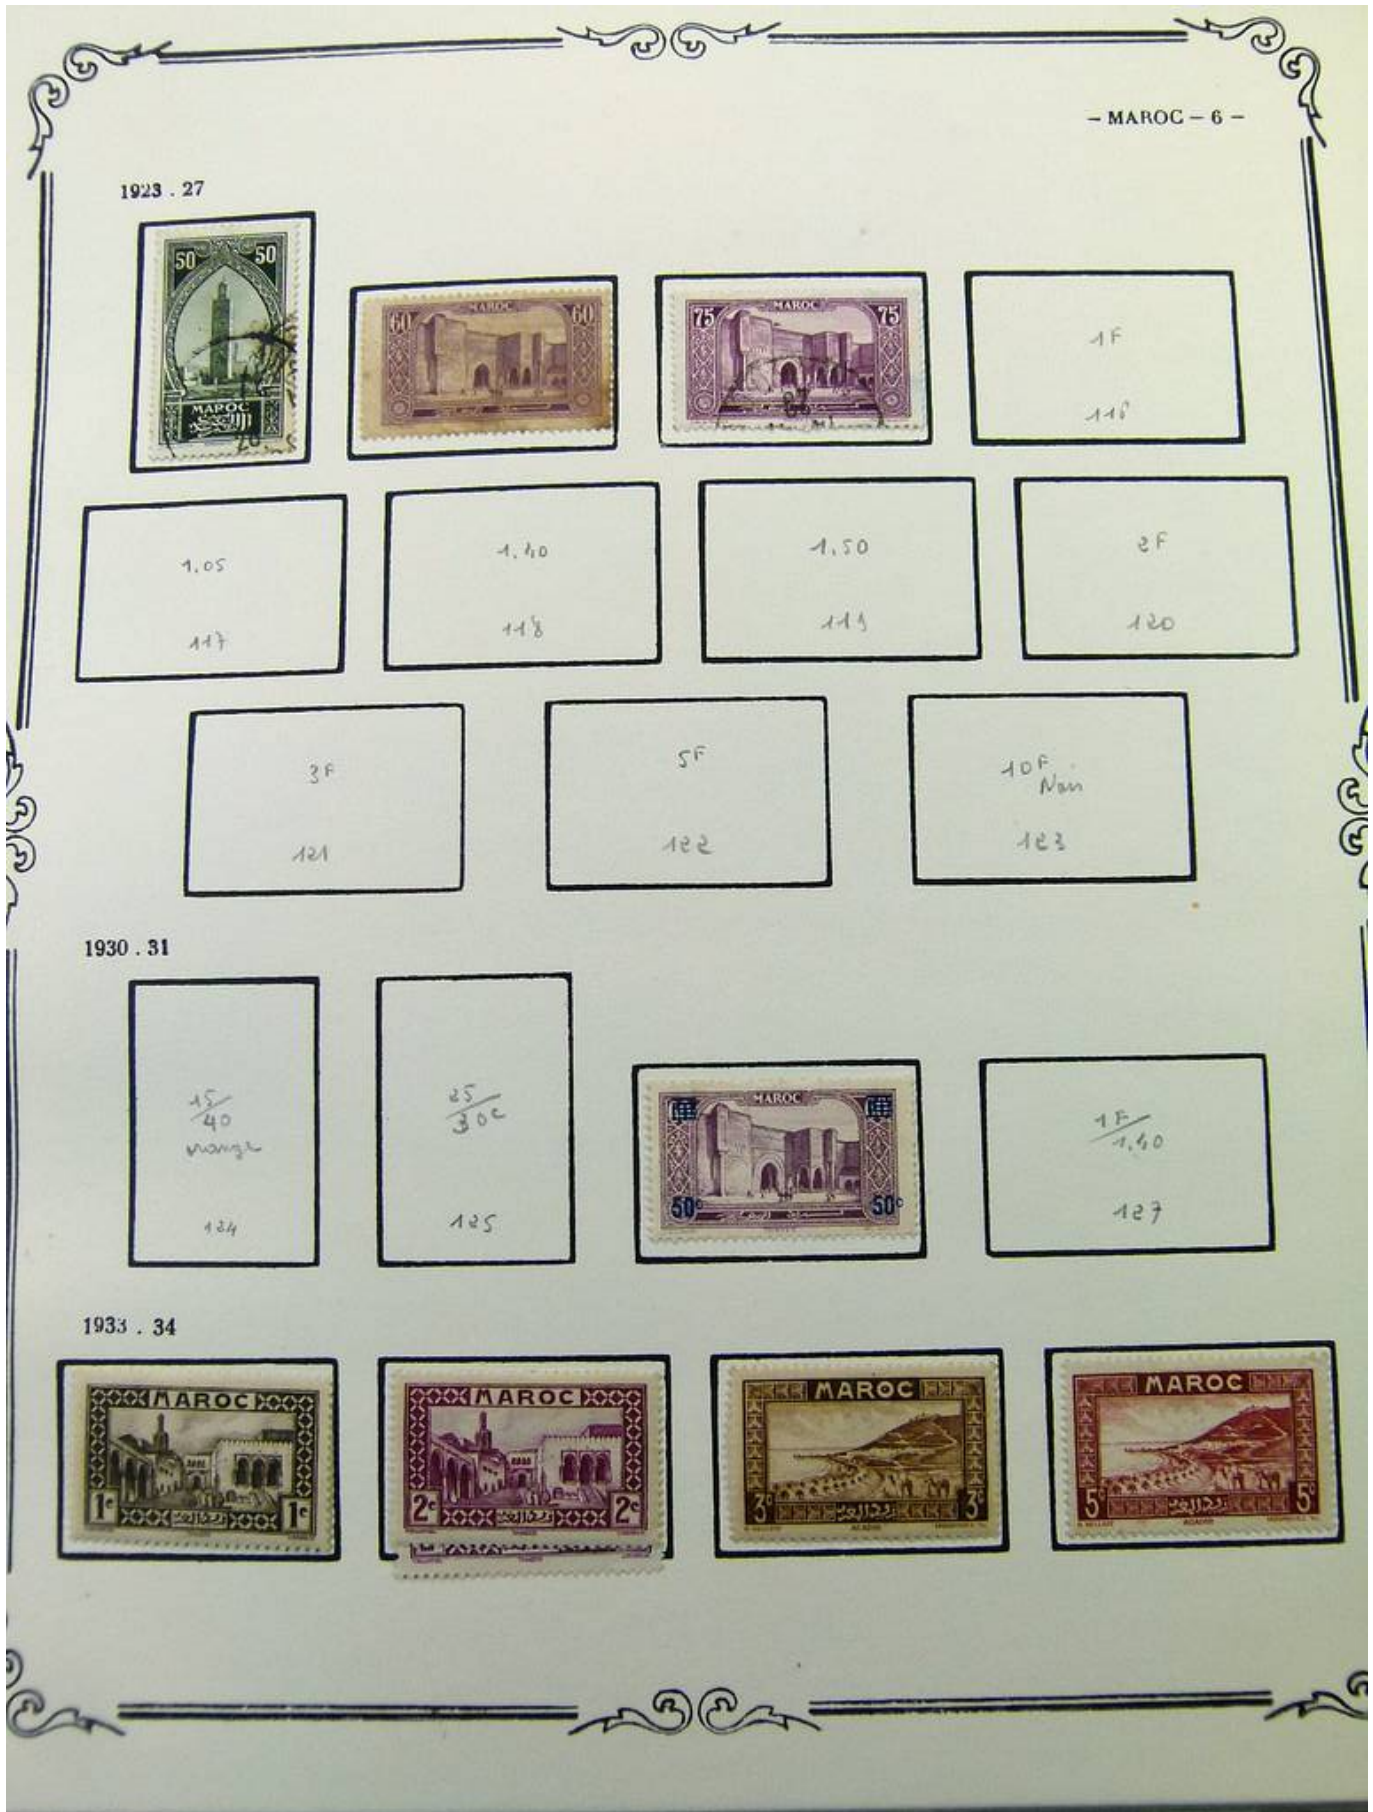 - MAROC - 6 -
1923 . 27
50 50
MAROC
60 MAROC 60
75 MAROC 75
1F
116
1.05
117
1.40
118
1.50
119
2F
120
3F
121
5F
122
10F
Noir
123
1930 . 31
15/40
orange
124
25/30c
125
MAROC
50c 50c
1F/1,40
127
1933 . 34
MAROC
1c 1c
MAROC
2c 2c
MAROC
3c 3c
AGADIR
MAROC
5c 5c
AGADIR